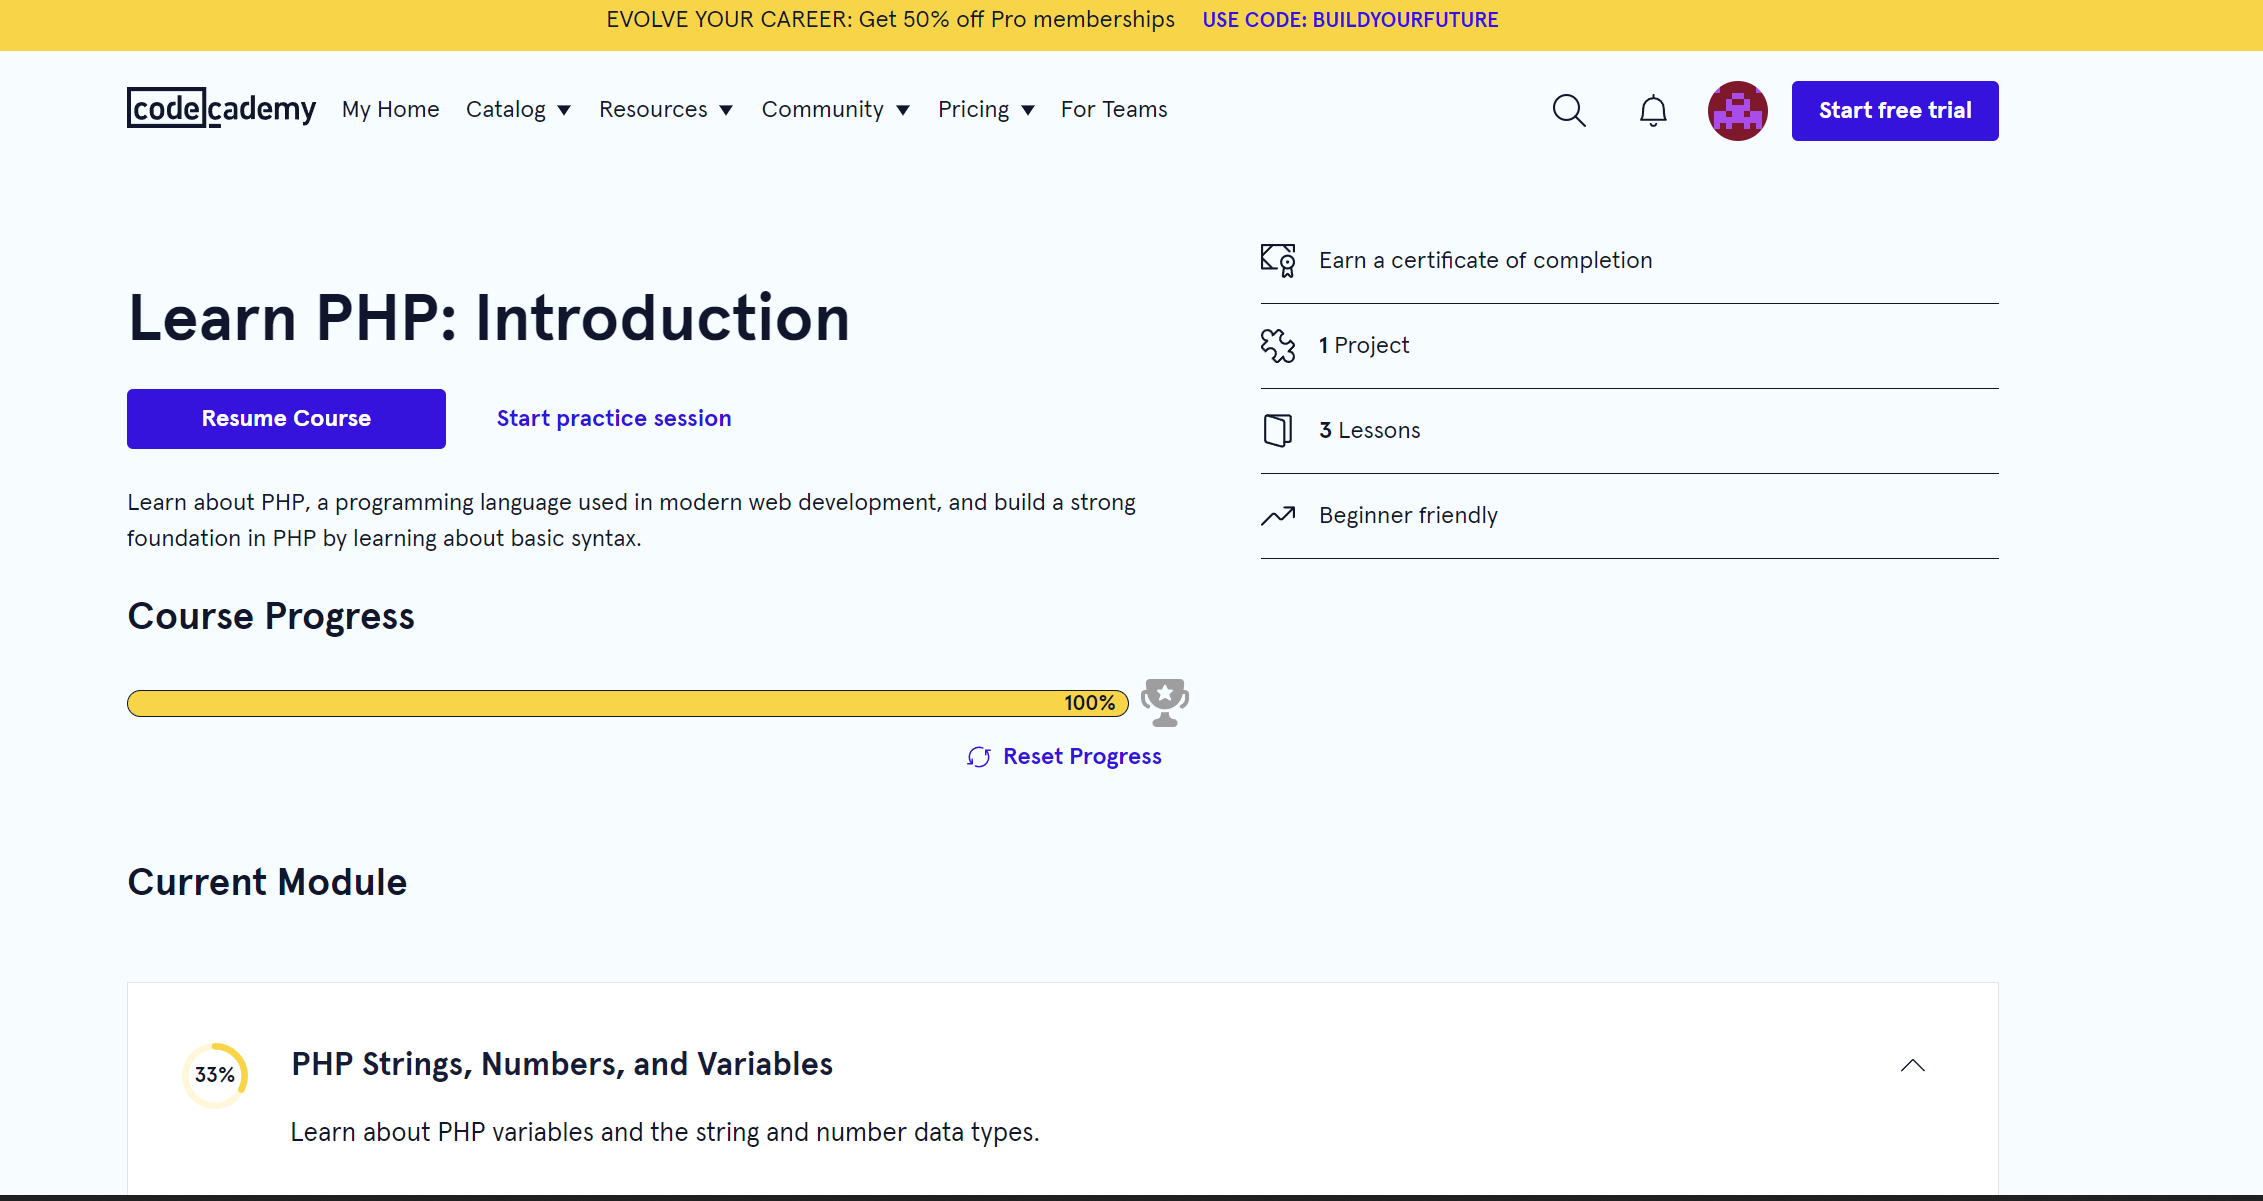 EVOLVE YOUR CAREER: Get 50% off Pro memberships USE CODE: BUILDYOURFUTURE
codecademy My Home Catalog Resources Community Pricing For Teams Start free trial
Earn a certificate of completion
Learn PHP: Introduction
1 Project
Resume Course Start practice session
3 Lessons
Learn about PHP, a programming language used in modern web development, and build a strong
foundation in PHP by learning about basic syntax.
Beginner friendly
Course Progress
100%
Reset Progress
Current Module
33% PHP Strings, Numbers, and Variables
Learn about PHP variables and the string and number data types.